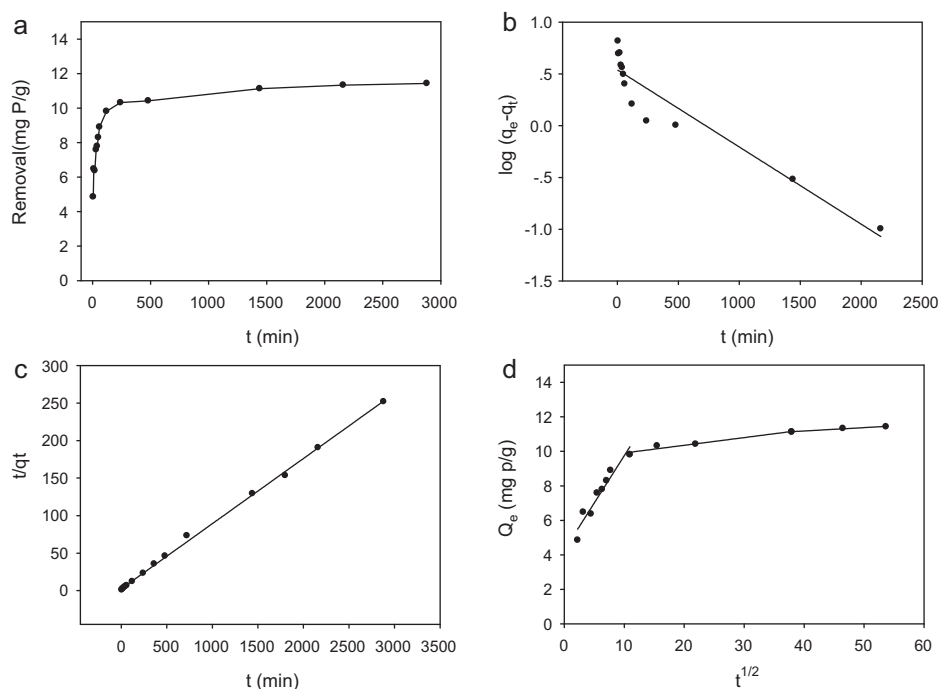 a
Removal(mg P/g)
14
12
10
8
6
4
2
0
0 500 1000 1500 2000 2500 3000
t (min)
b
log (qe-qt)
1.0
.5
0.0
-.5
-1.0
-1.5
0 500 1000 1500 2000 2500
t (min)
c
t/qt
300
250
200
150
100
50
0
0 500 1000 1500 2000 2500 3000 3500
t (min)
d
Qe (mg p/g)
14
12
10
8
6
4
2
0
0 10 20 30 40 50 60
t1/2